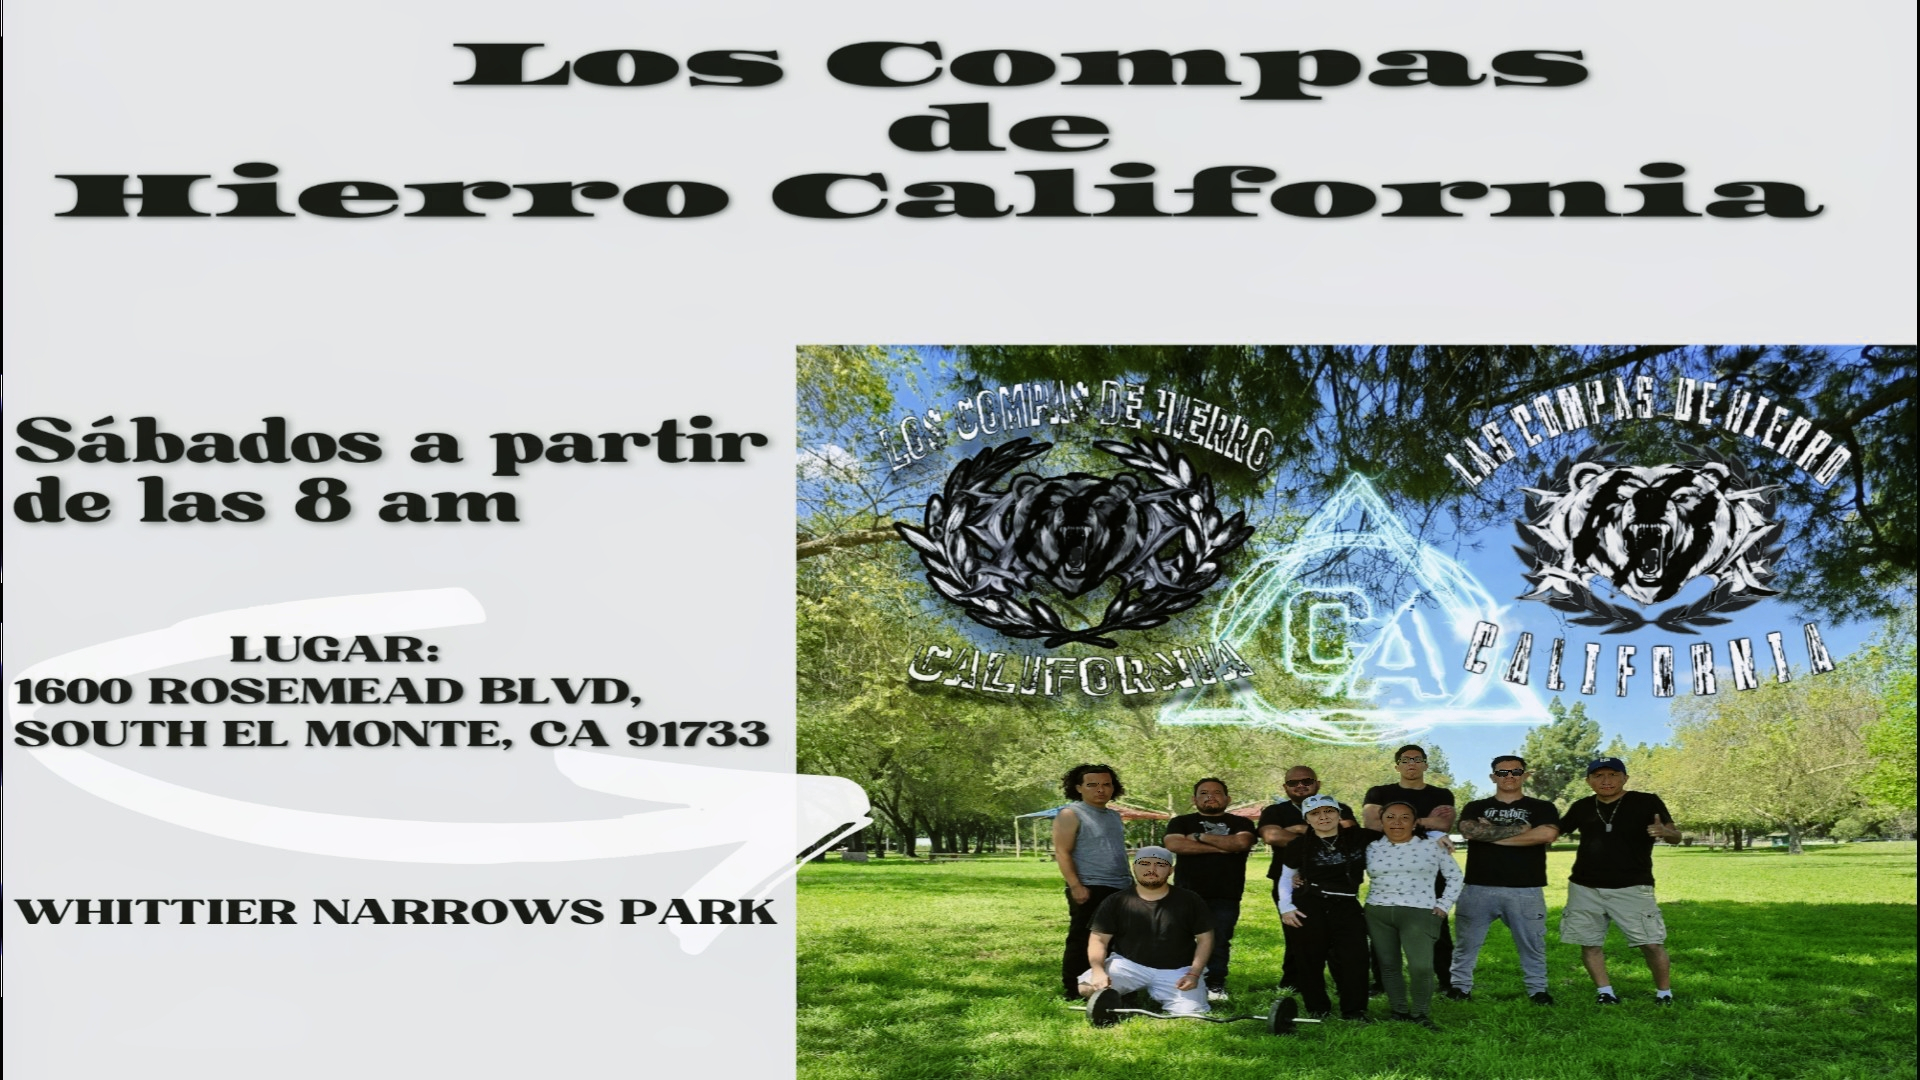 Los Compas
de
Hierro California
Sábados a partir
de las 8 am
LUGAR:
1600 ROSEMEAD BLVD,
SOUTH EL MONTE, CA 91733
WHITTIER NARROWS PARK
LOS COMPAS DE HIERRO
CALIFORNIA
CA
LAS COMPAS DE HIERRO
CALIFORNIA